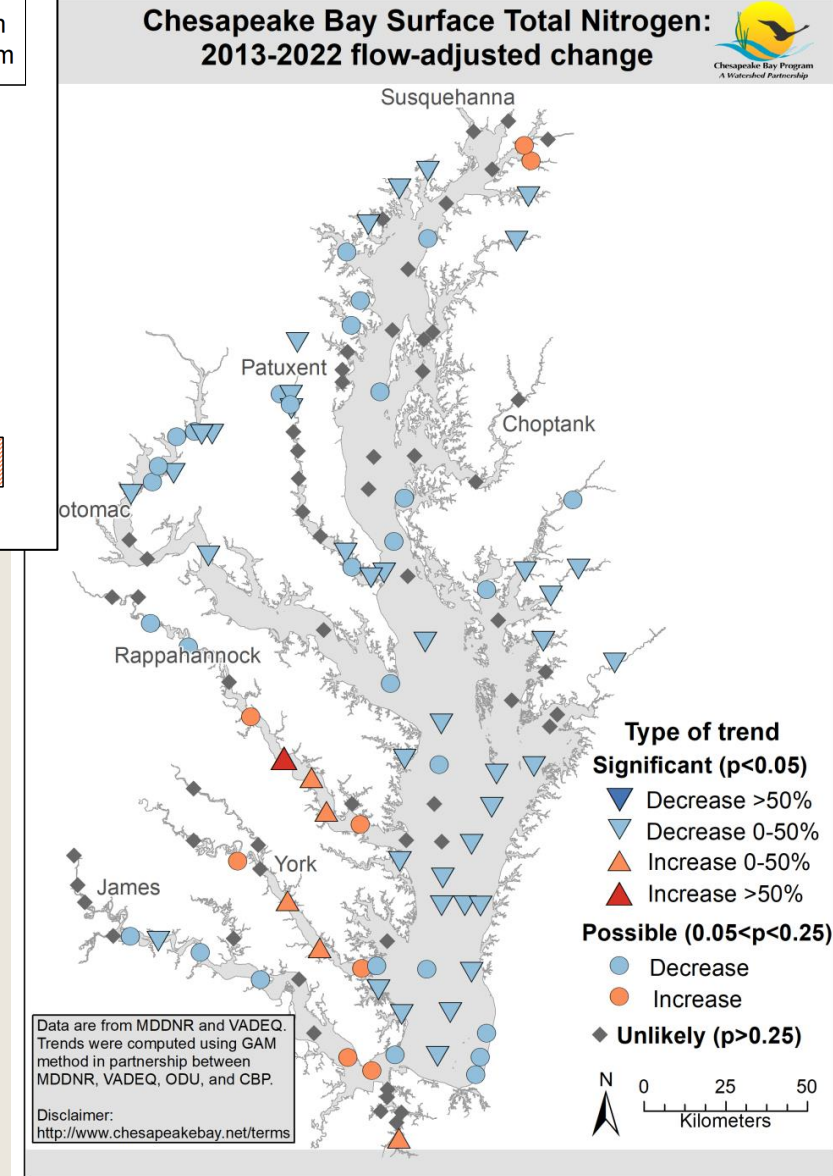 n
m
Chesapeake Bay Surface Total Nitrogen:
2013-2022 flow-adjusted change
Chesapeake Bay Program
A Watershed Partnership
Susquehanna
Patuxent
Choptank
otomac
Rappahannock
York
James
Type of trend
Significant (p<0.05)
Decrease >50%
Decrease 0-50%
Increase 0-50%
Increase >50%
Possible (0.05<p<0.25)
Decrease
Increase
Unlikely (p>0.25)
Data are from MDDNR and VADEQ.
Trends were computed using GAM
method in partnership between
MDDNR, VADEQ, ODU, and CBP.
Disclaimer:
http://www.chesapeakebay.net/terms
N
0 25 50
Kilometers